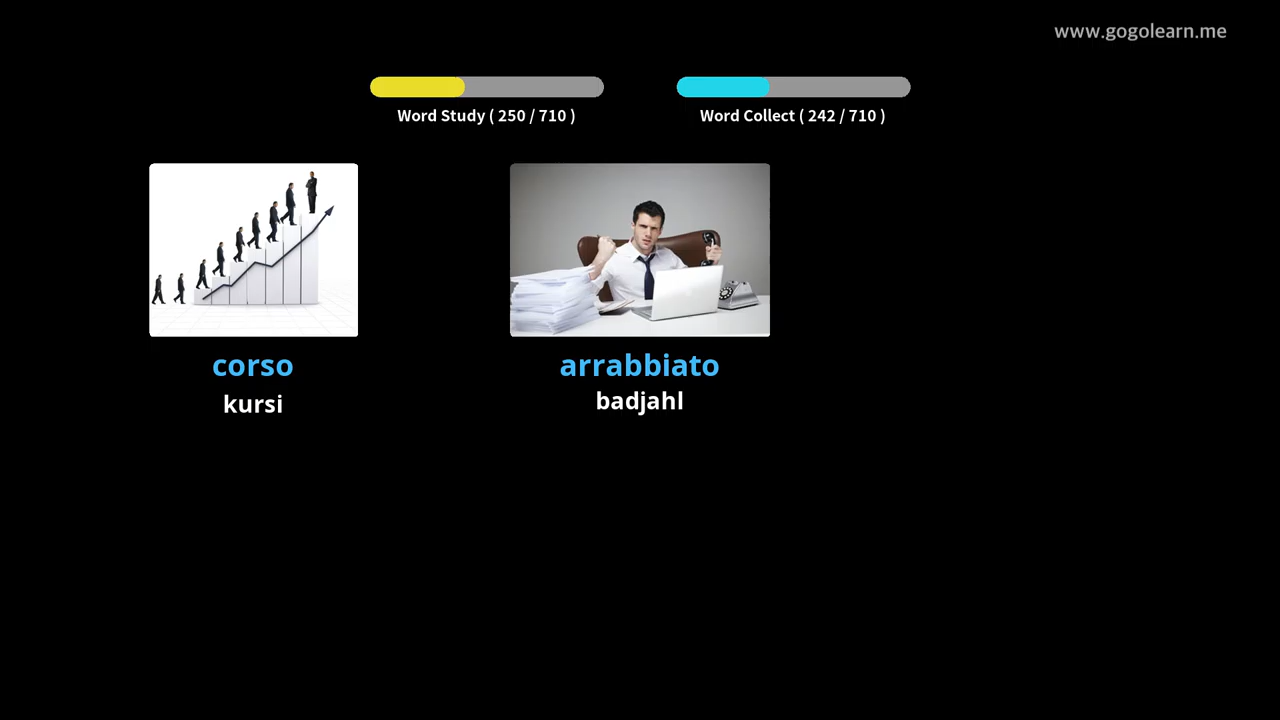 www.gogolearn.me
Word Study ( 250 / 710 )
Word Collect ( 242 / 710 )
corso
kursi
arrabbiato
badjahl